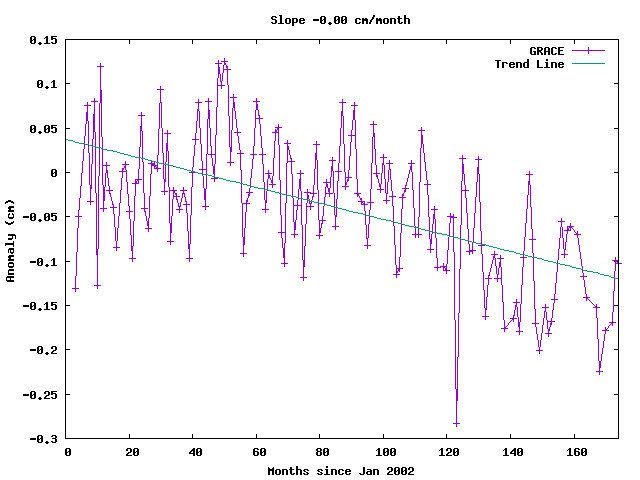 Slope -0.00 cm/month
GRACE
Trend Line
0.15
0.1
0.05
0
-0.05
-0.1
-0.15
-0.2
-0.25
-0.3
Anomaly (cm)
0 20 40 60 80 100 120 140 160
Months since Jan 2002